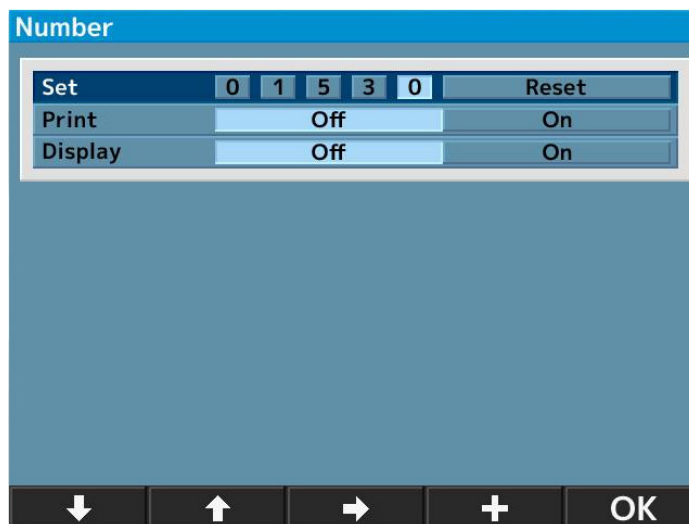 Number
Set 0 1 5 3 0 Reset
Print Off On
Display Off On
OK